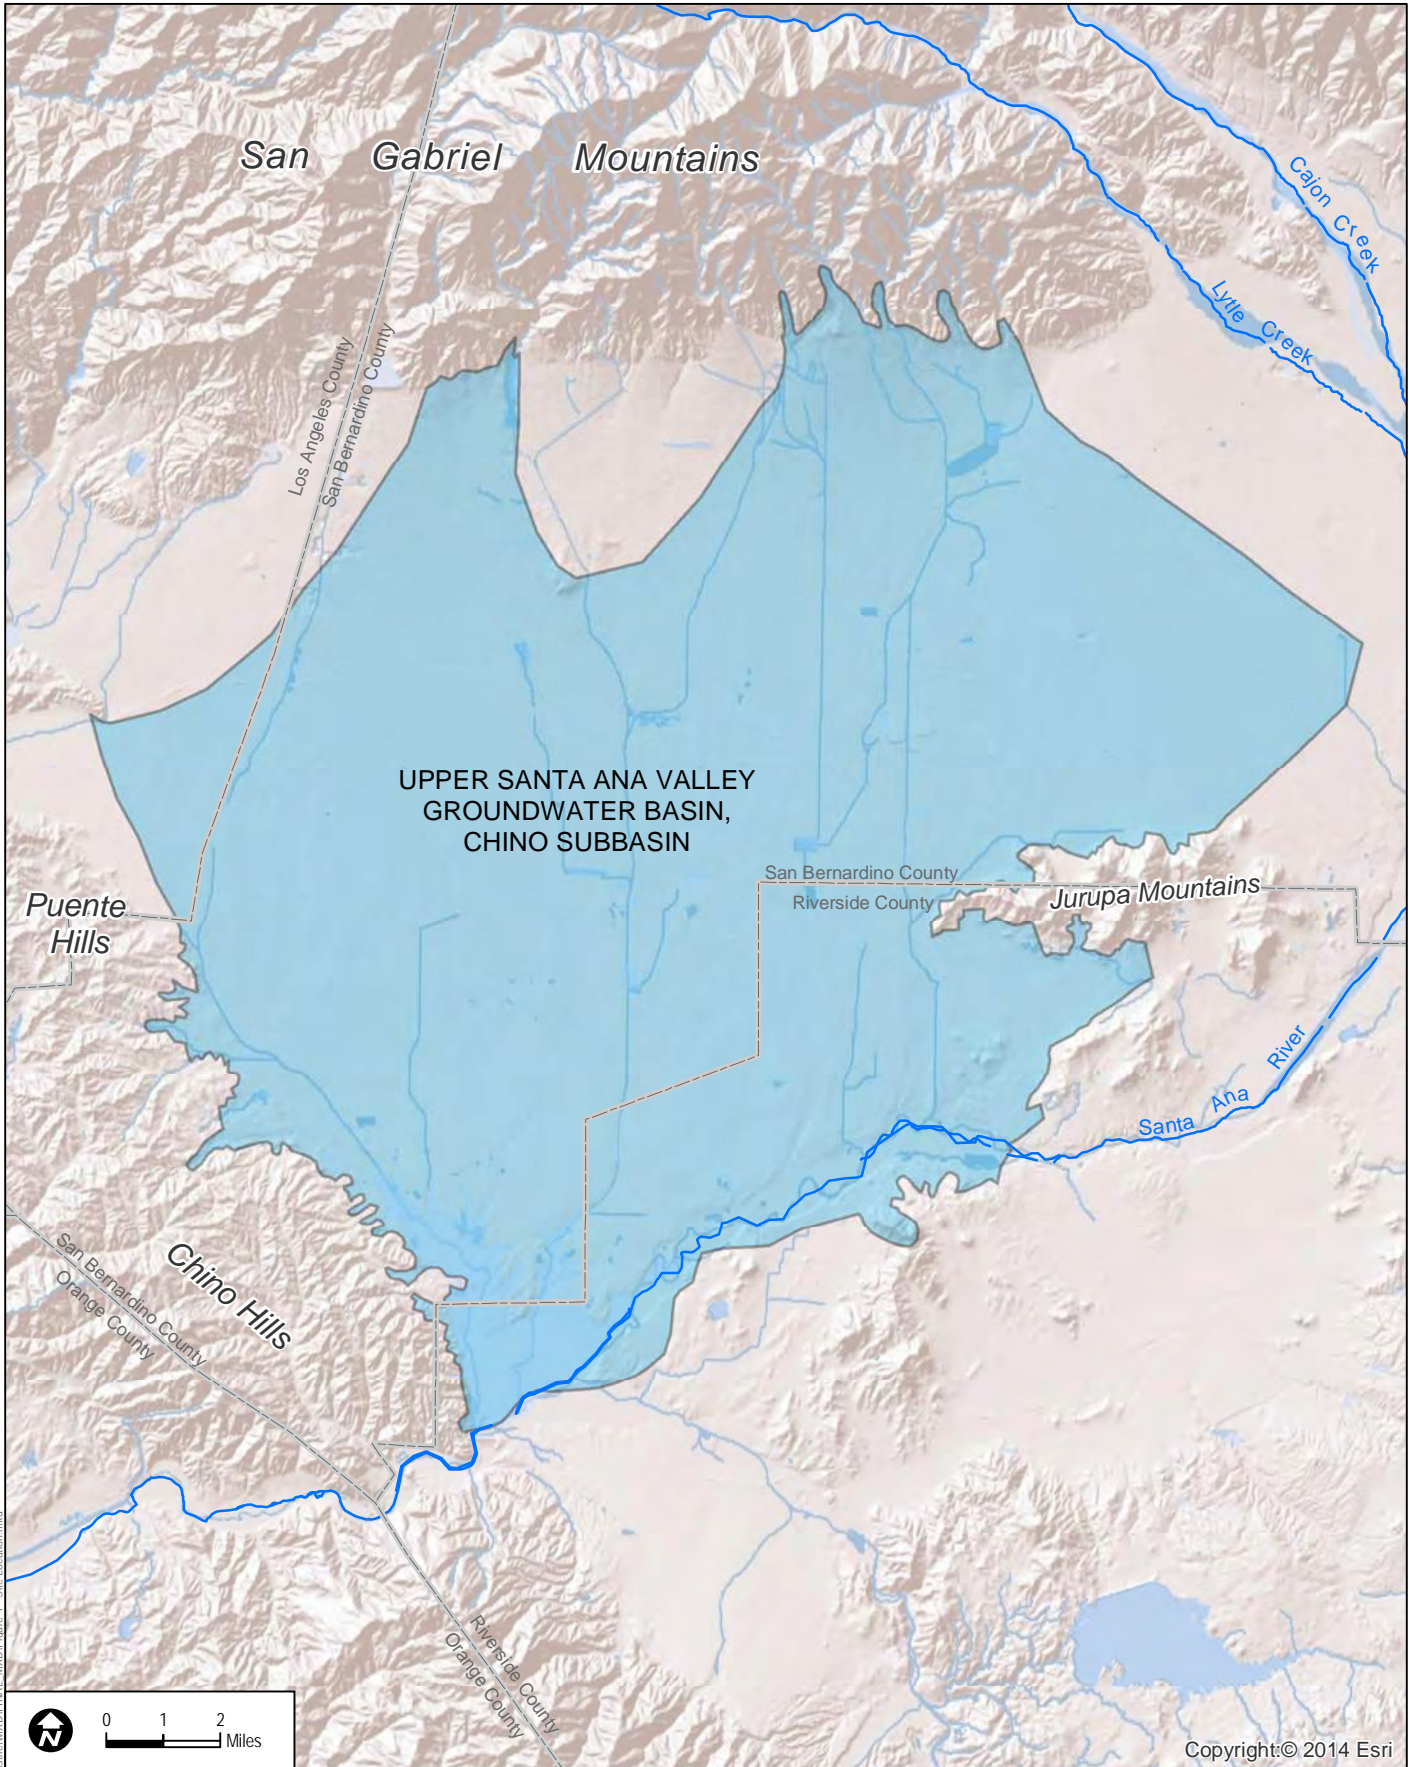 San Gabriel Mountains
Cajon Creek
Lytle Creek
Los Angeles County
San Bernardino County
UPPER SANTA ANA VALLEY
GROUNDWATER BASIN,
CHINO SUBBASIN
San Bernardino County
Riverside County
Jurupa Mountains
Puente
Hills
Santa Ana River
Chino Hills
San Bernardino County
Orange County
Riverside County
Orange County
N
0 1 2
Miles
Copyright:© 2014 Esri